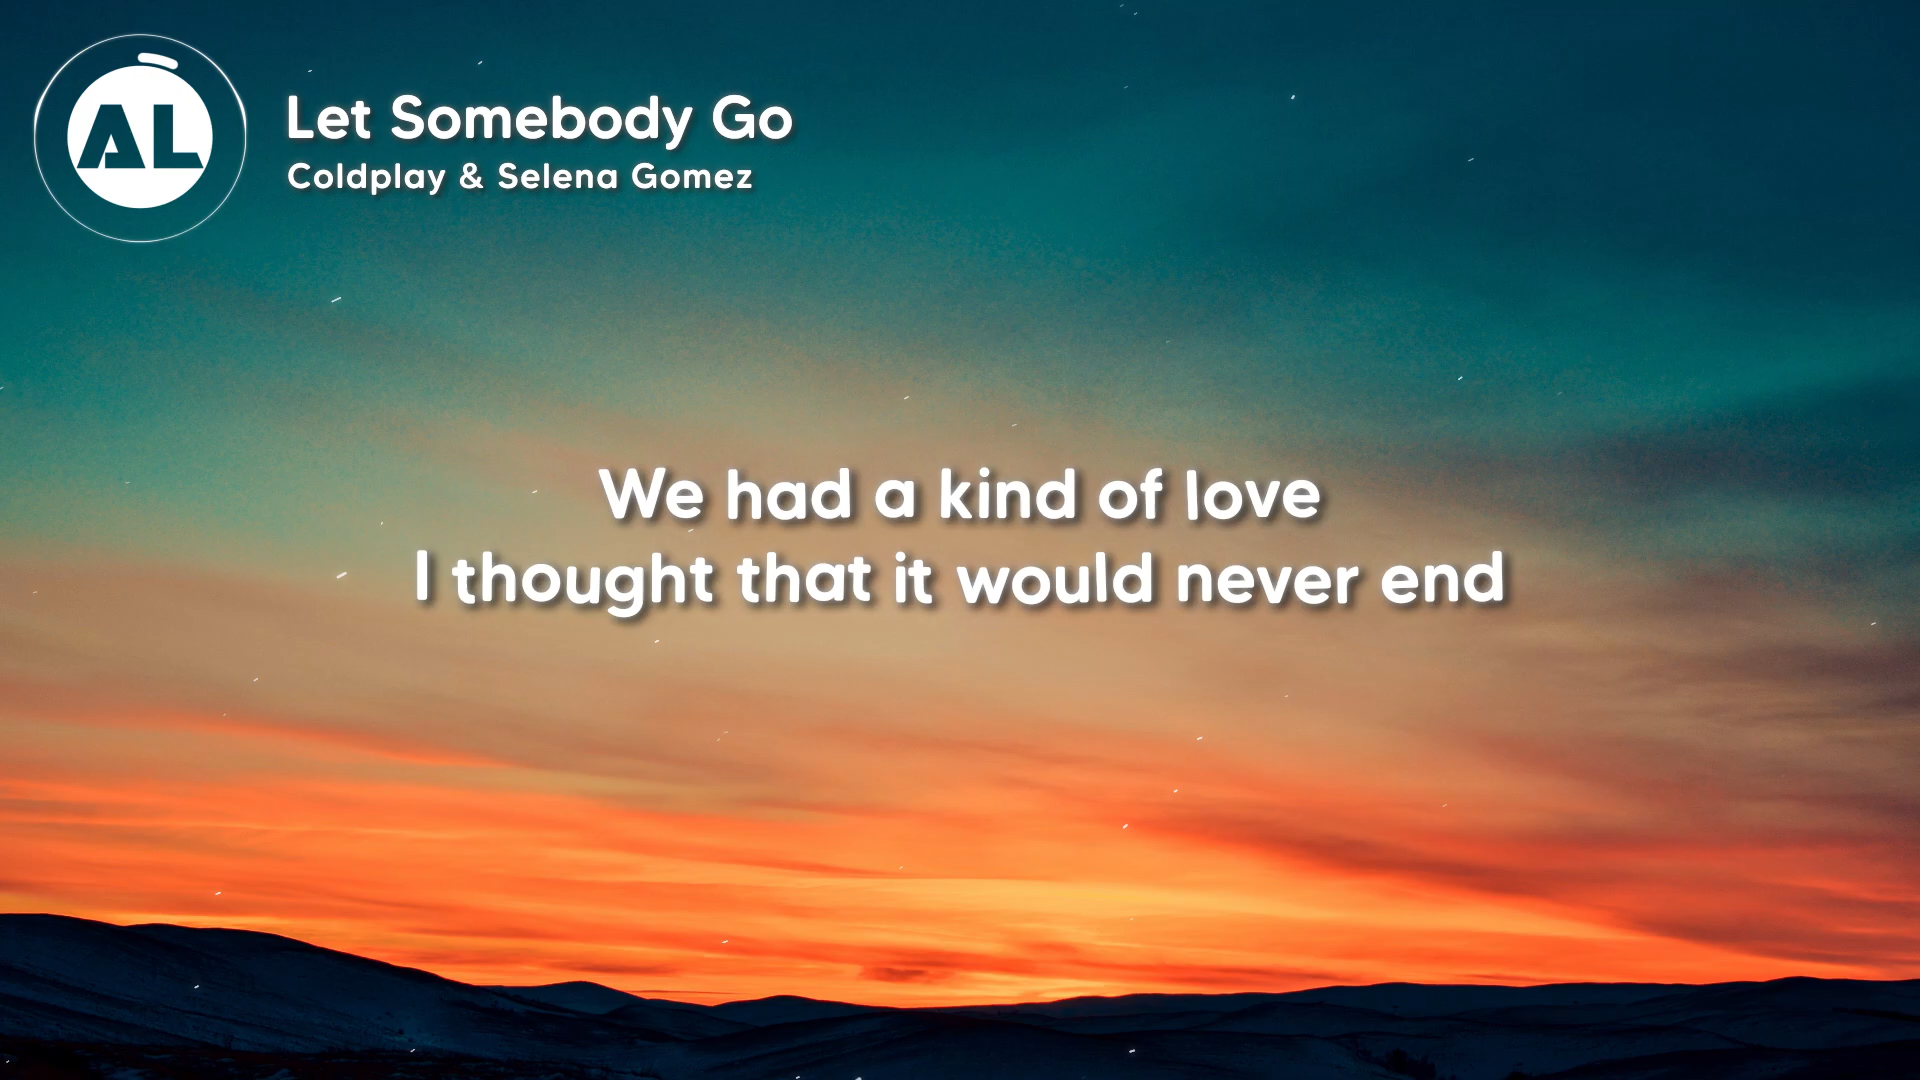 AL
Let Somebody Go
Coldplay & Selena Gomez
We had a kind of love
I thought that it would never end